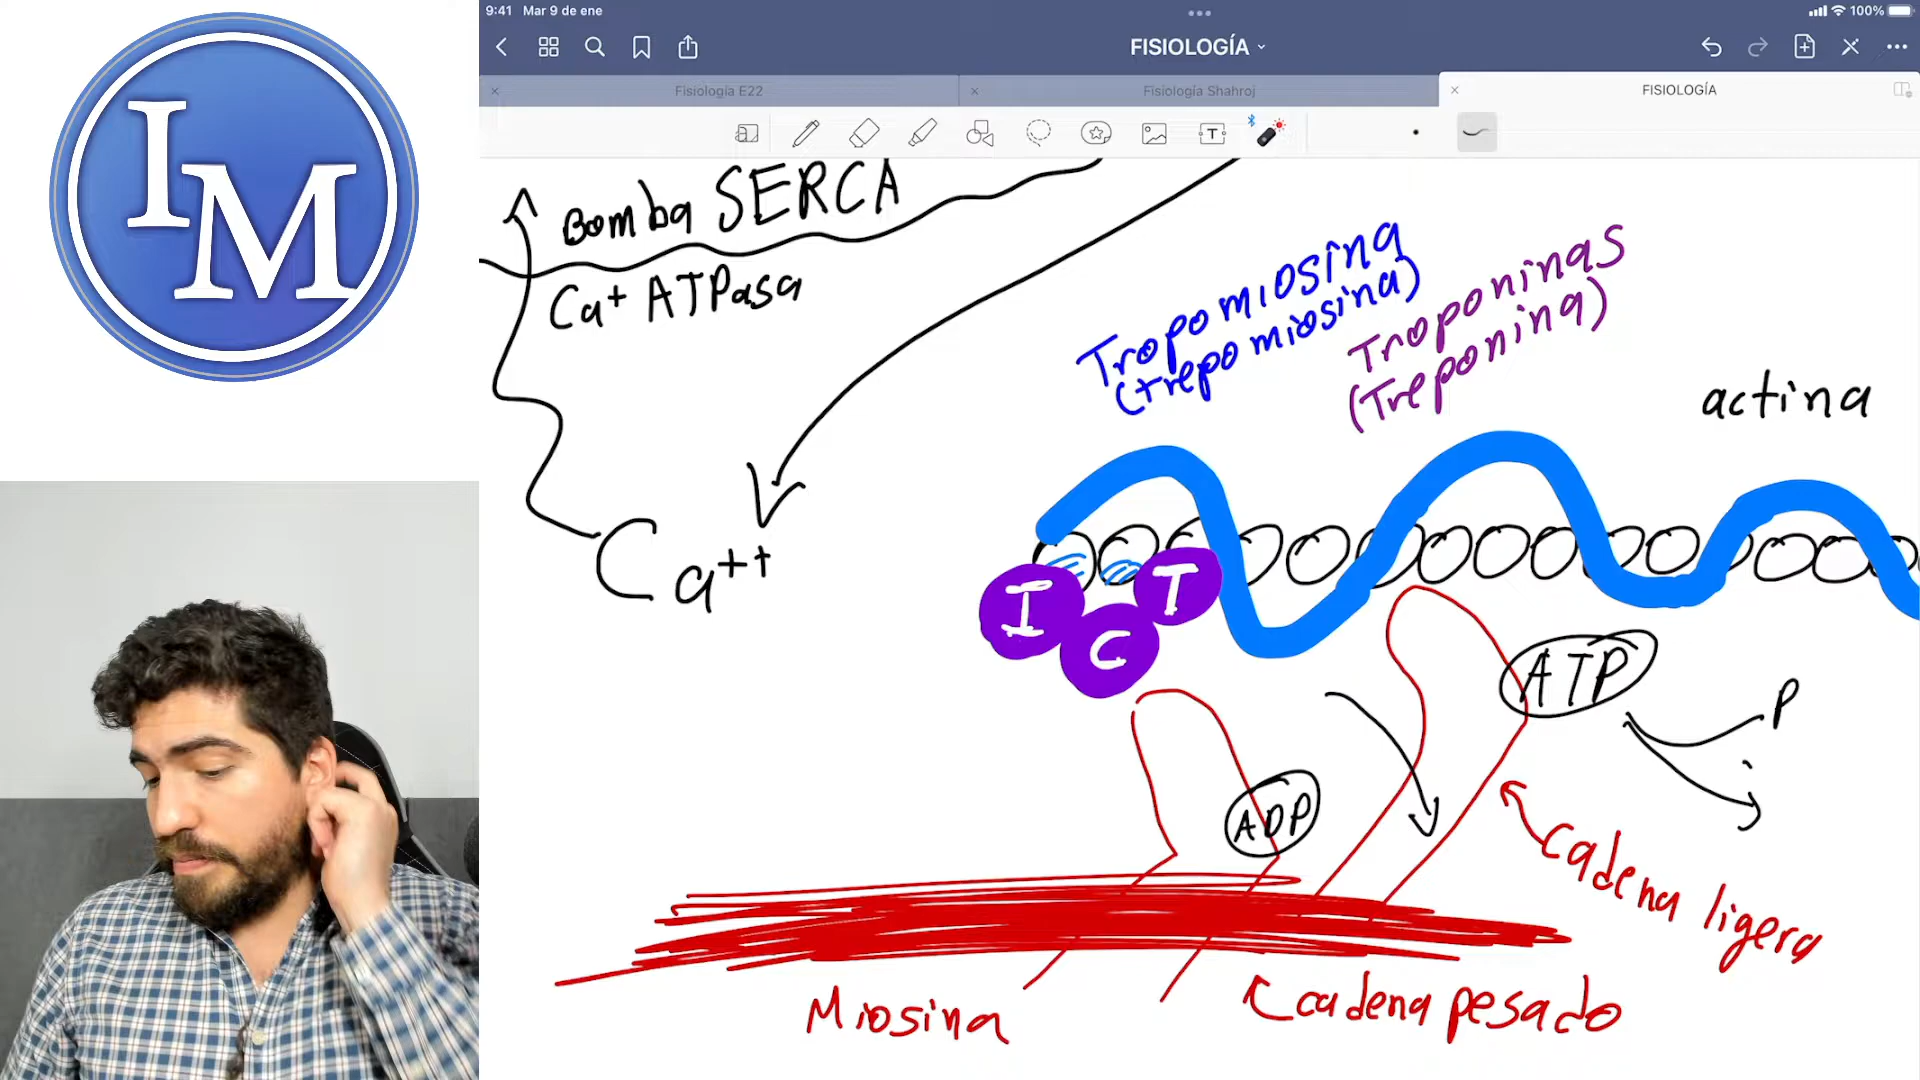 IM
9:41 Mar 9 de ene
100%
FISIOLOGÍA
Fisiología E22
Fisiología Shahroj
FISIOLOGÍA
T
Bomba SERCA
Ca+ ATPasa
Tropomiosina
(trepomiosina)
Troponinas
(Treponina)
actina
Ca++
I
C
T
ATP
P
ADP
cadena ligera
Miosina
cadena pesado